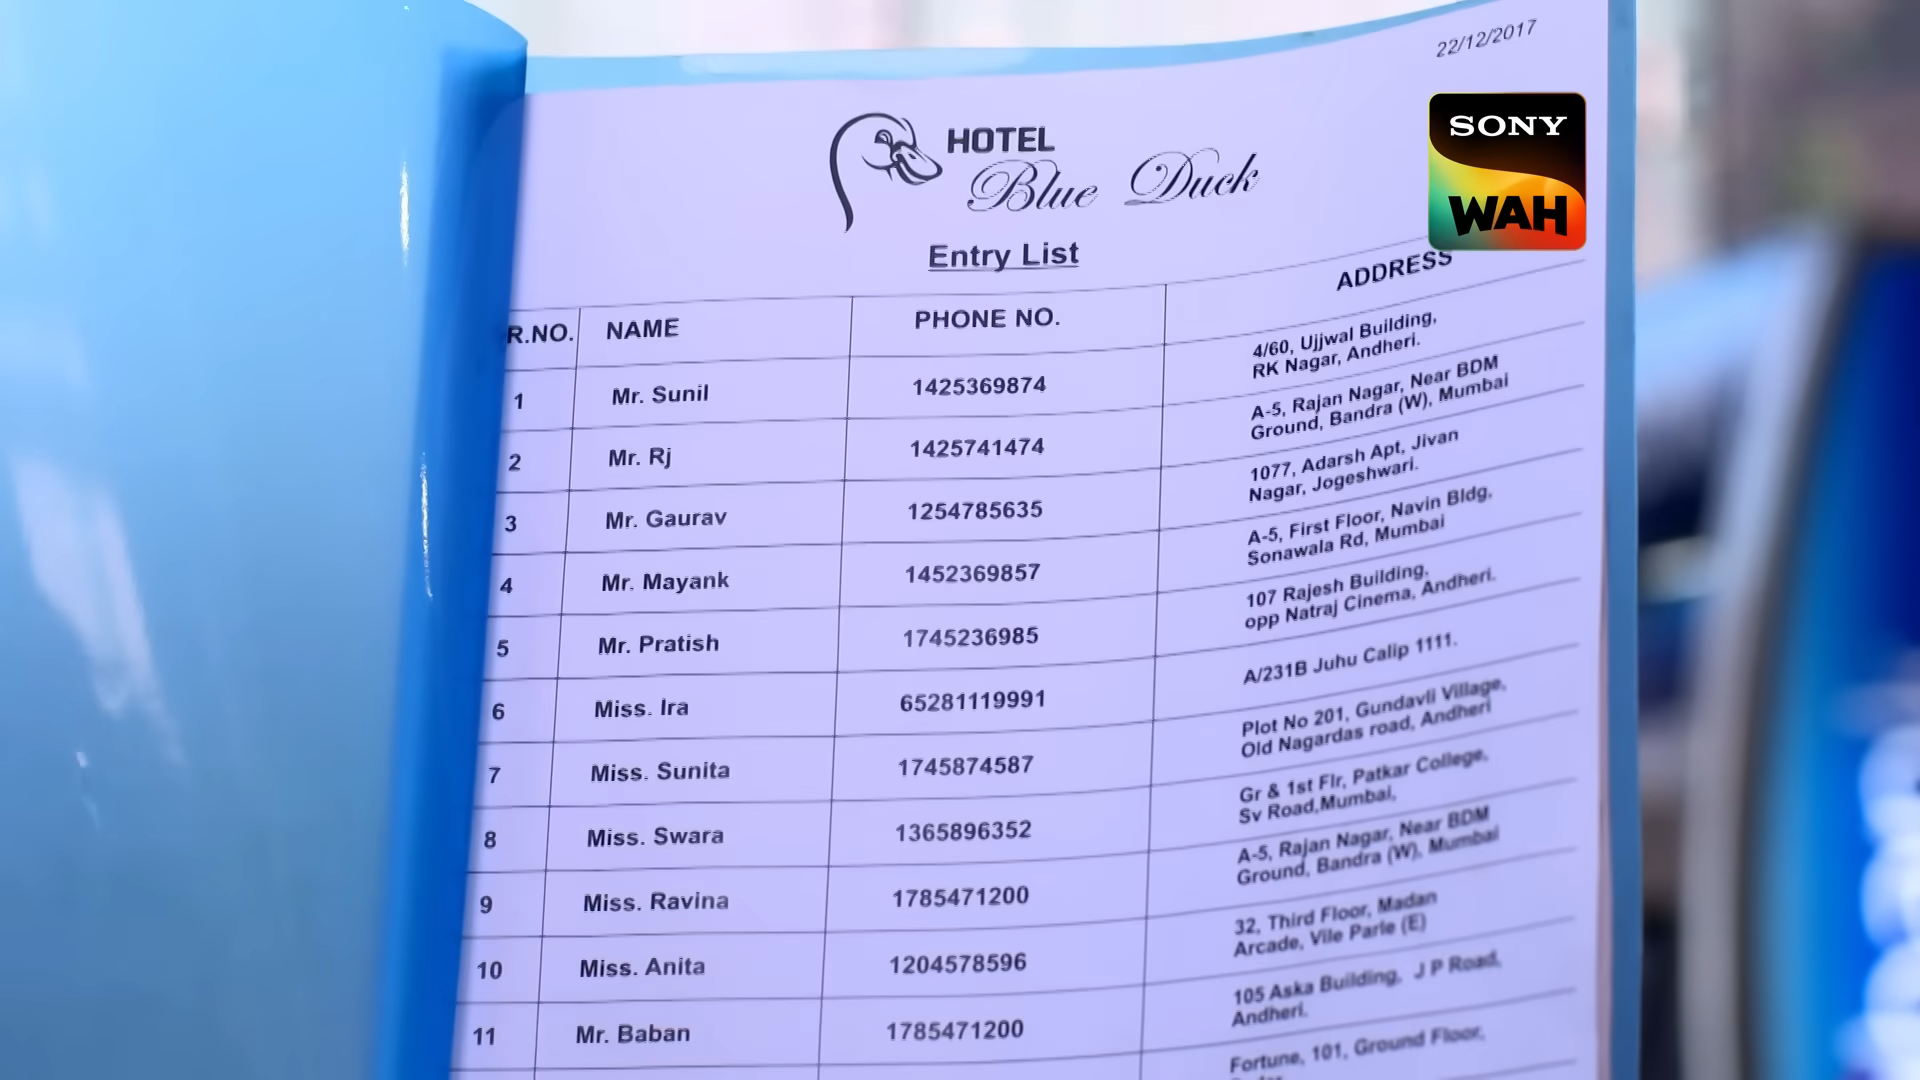 22/12/2017
SONY
WAH
HOTEL
Blue Duck
Entry List
R.NO. NAME PHONE NO. ADDRESS
1 Mr. Sunil 1425369874 4/60, Ujjwal Building,
RK Nagar, Andheri.
2 Mr. Rj 1425741474 A-5, Rajan Nagar, Near BDM
Ground, Bandra (W), Mumbai
3 Mr. Gaurav 1254785635 1077, Adarsh Apt, Jivan
Nagar, Jogeshwari.
4 Mr. Mayank 1452369857 A-5, First Floor, Navin Bldg,
Sonawala Rd, Mumbai
5 Mr. Pratish 1745236985 107 Rajesh Building,
opp Natraj Cinema, Andheri.
6 Miss. Ira 65281119991 A/231B Juhu Calip 1111.
7 Miss. Sunita 1745874587 Plot No 201, Gundavli Village,
Old Nagardas road, Andheri
8 Miss. Swara 1365896352 Gr & 1st Flr, Patkar College,
Sv Road,Mumbai,
9 Miss. Ravina 1785471200 A-5, Rajan Nagar, Near BDM
Ground, Bandra (W), Mumbai
10 Miss. Anita 1204578596 32, Third Floor, Madan
Arcade, Vile Parle (E)
11 Mr. Baban 1785471200 105 Aska Building, J P Road,
Andheri.
Fortune, 101, Ground Floor,